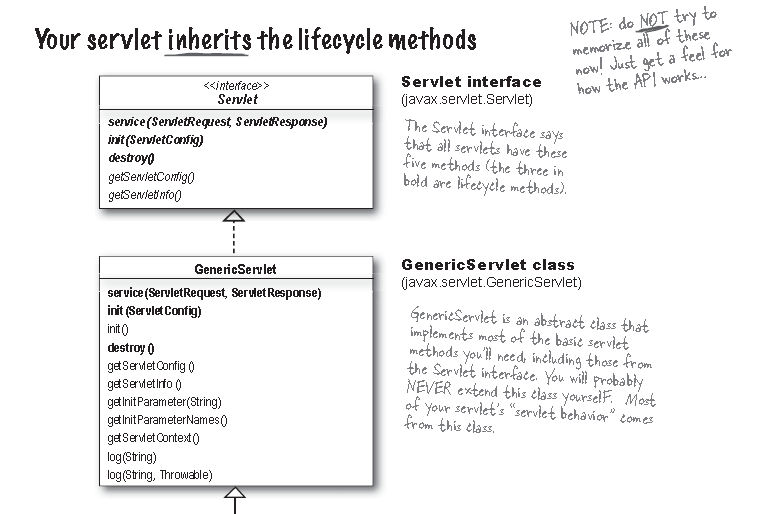 Your servlet inherits the lifecycle methods
NOTE: do NOT try to
memorize all of these
now! Just get a feel for
how the API works...
<<interface>>
Servlet
service(ServletRequest, ServletResponse)
init(ServletConfig)
destroy()
getServletConfig()
getServletInfo()
Servlet interface
(javax.servlet.Servlet)
The Servlet interface says
that all servlets have these
five methods (the three in
bold are lifecycle methods).
GenericServlet
service(ServletRequest, ServletResponse)
init(ServletConfig)
init()
destroy()
getServletConfig()
getServletInfo()
getInitParameter(String)
getInitParameterNames()
getServletContext()
log(String)
log(String, Throwable)
GenericServlet class
(javax.servlet.GenericServlet)
GenericServlet is an abstract class that
implements most of the basic servlet
methods you'll need, including those from
the Servlet interface. You will probably
NEVER extend this class yourself. Most
of your servlet's "servlet behavior" comes
from this class.